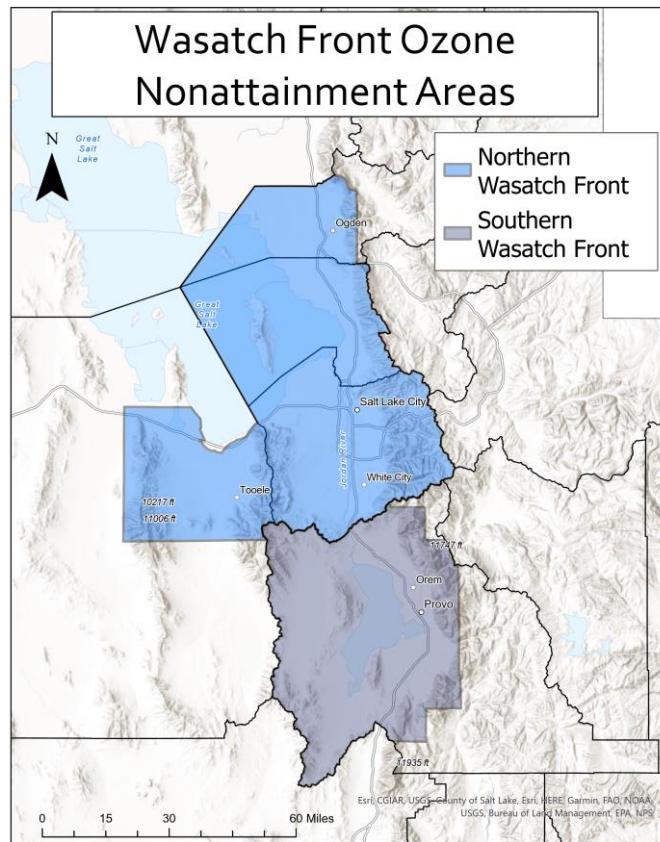 Wasatch Front Ozone
Nonattainment Areas
N
Great
Salt
Lake
Northern
Wasatch Front
Southern
Wasatch Front
Ogden
Great
Salt
Lake
Salt Lake City
Jordan River
White City
Tooele
10217 ft
11006 ft
11747 ft
Orem
Provo
11935 ft
Esri, CGIAR, USGS, County of Salt Lake, Esri, HERE, Garmin, FAO, NOAA,
USGS, Bureau of Land Management, EPA, NPS
0 15 30 60 Miles